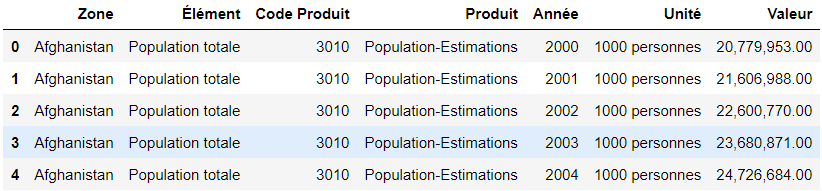 Zone Élément Code Produit Produit Année Unité Valeur
0 Afghanistan Population totale 3010 Population-Estimations 2000 1000 personnes 20,779,953.00
1 Afghanistan Population totale 3010 Population-Estimations 2001 1000 personnes 21,606,988.00
2 Afghanistan Population totale 3010 Population-Estimations 2002 1000 personnes 22,600,770.00
3 Afghanistan Population totale 3010 Population-Estimations 2003 1000 personnes 23,680,871.00
4 Afghanistan Population totale 3010 Population-Estimations 2004 1000 personnes 24,726,684.00